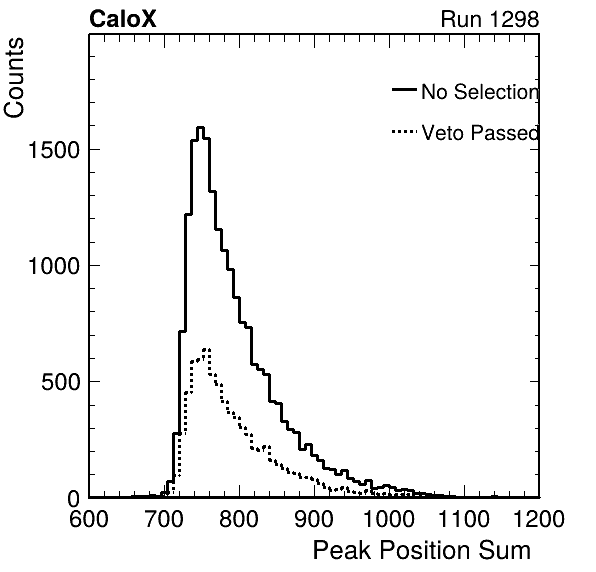 CaloX Run 1298
Counts
No Selection
Veto Passed
1500
1000
500
0
600 700 800 900 1000 1100 1200
Peak Position Sum